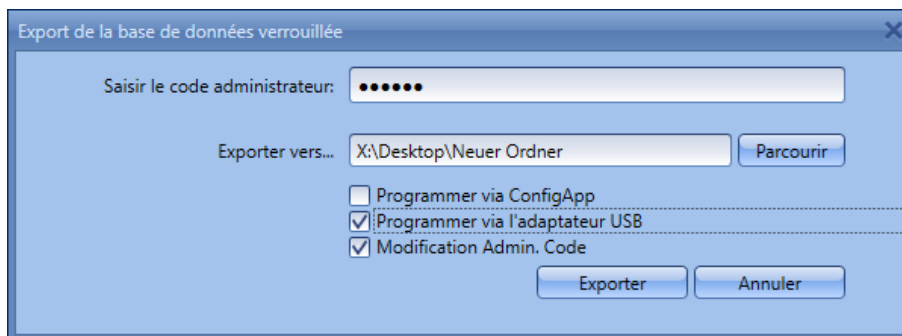 Export de la base de données verrouillée
Saisir le code administrateur: ●●●●●●
Exporter vers... X:\Desktop\Neuer Ordner Parcourir
Programmer via ConfigApp
Programmer via l'adaptateur USB
Modification Admin. Code
Exporter Annuler